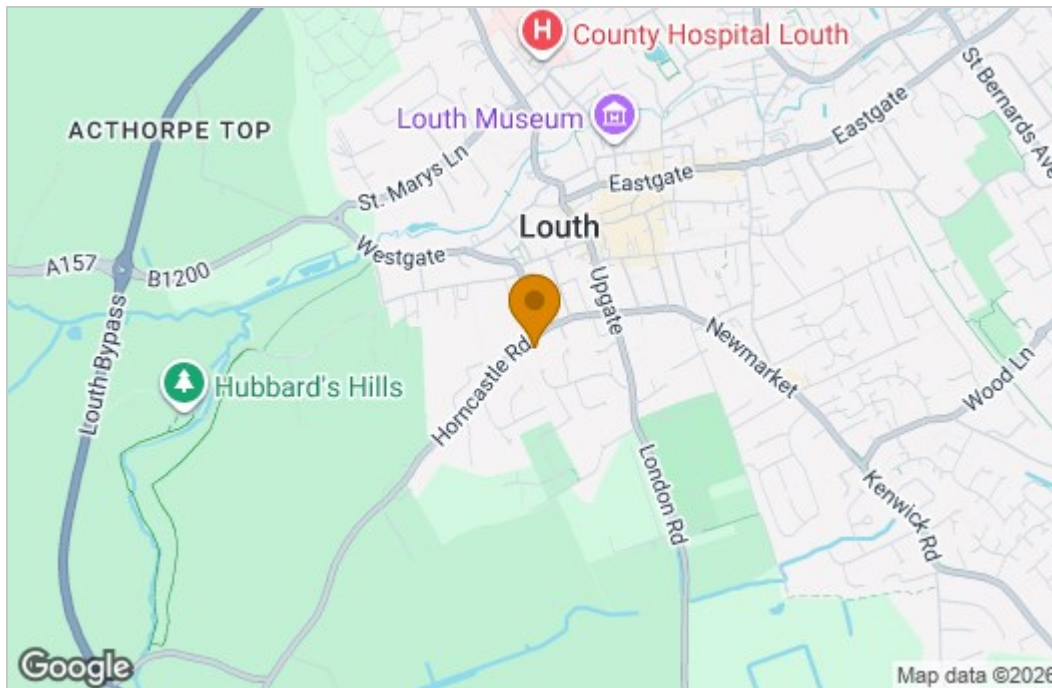 County Hospital Louth
H
Louth Museum
ACTHORPE TOP
St. Marys Ln
Eastgate
Eastgate
St Bernards Ave
Louth
Westgate
A157
B1200
Upgate
Louth Bypass
Hubbard's Hills
Horncastle Rd
Newmarket
Wood Ln
London Rd
Kenwick Rd
Google
Map data ©2026